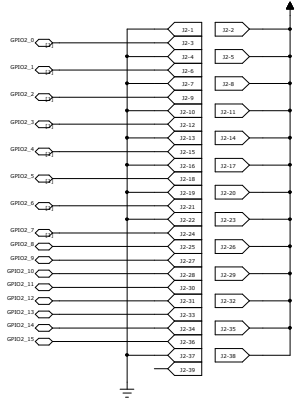 J2-1 J2-2
GPIO2_0 J2-3
J2-4 J2-5
GPIO2_1 J2-6
J2-7 J2-8
GPIO2_2 J2-9
J2-10 J2-11
GPIO2_3 J2-12
J2-13 J2-14
GPIO2_4 J2-15
J2-16 J2-17
GPIO2_5 J2-18
J2-19 J2-20
GPIO2_6 J2-21
J2-22 J2-23
GPIO2_7 J2-24
GPIO2_8 J2-25 J2-26
GPIO2_9 J2-27
GPIO2_10 J2-28 J2-29
GPIO2_11 J2-30
GPIO2_12 J2-31 J2-32
GPIO2_13 J2-33
GPIO2_14 J2-34 J2-35
GPIO2_15 J2-36
J2-37 J2-38
J2-39